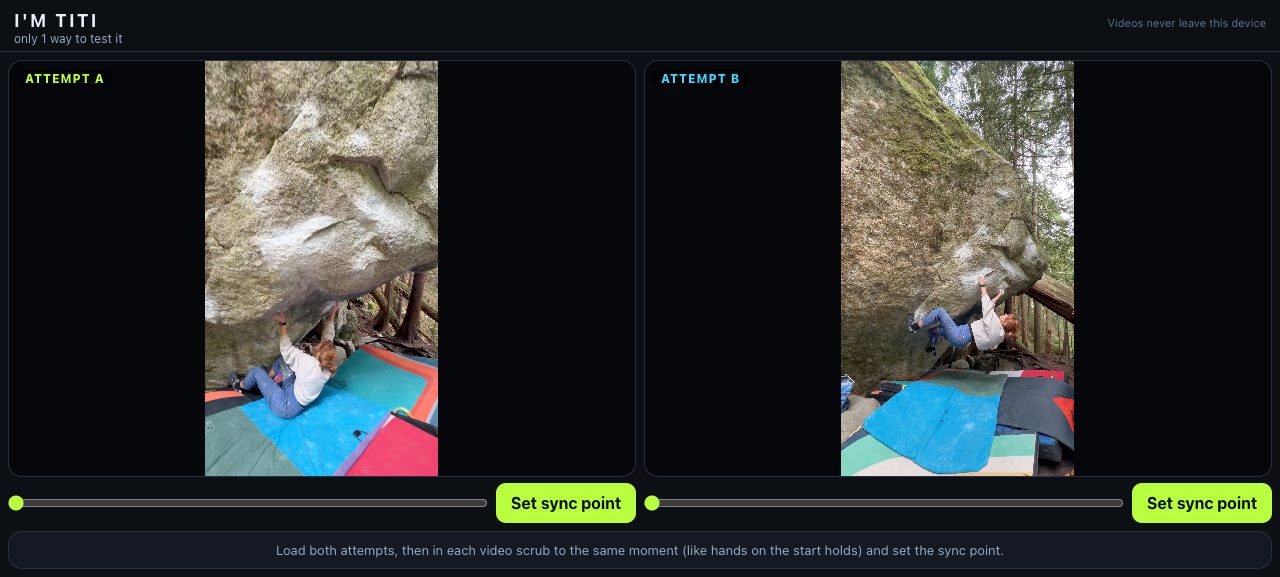 I'M TITI
only 1 way to test it
Videos never leave this device
ATTEMPT A
ATTEMPT B
Set sync point
Set sync point
Load both attempts, then in each video scrub to the same moment (like hands on the start holds) and set the sync point.